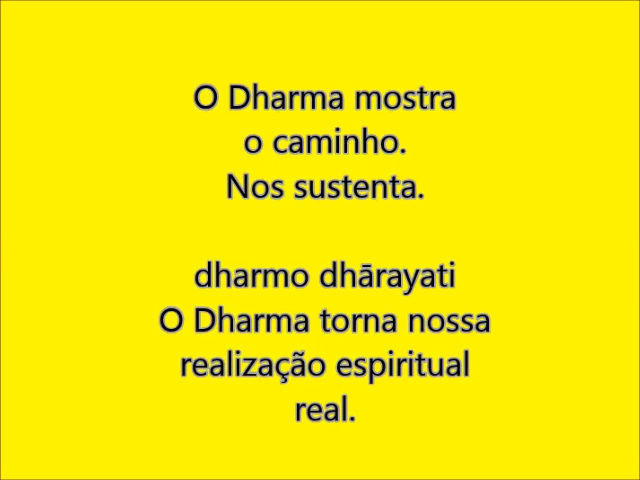 O Dharma mostra
o caminho.
Nos sustenta.
dharmo dhārayati
O Dharma torna nossa
realização espiritual
real.